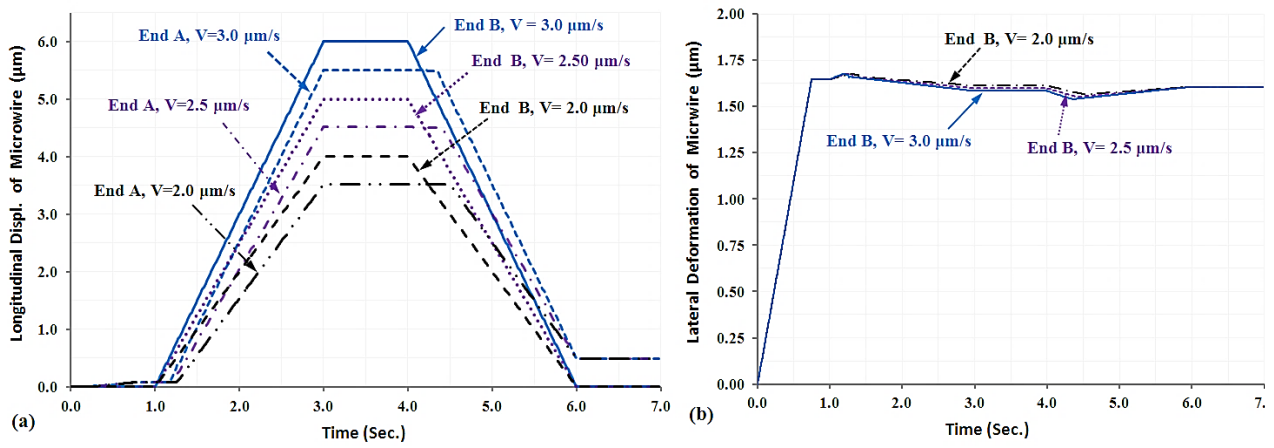 Longitudinal Displ. of Microwire (µm)
6.0
5.0
4.0
3.0
2.0
1.0
0.0
End A, V=3.0 µm/s
End B, V = 3.0 µm/s
End B, V= 2.50 µm/s
End A, V=2.5 µm/s
End B, V= 2.0 µm/s
End A, V=2.0 µm/s
0.0 1.0 2.0 3.0 4.0 5.0 6.0 7.0
Time (Sec.)
(a)
Lateral Deformation of Micrwire (µm)
2.00
1.75
1.50
1.25
1.00
0.75
0.50
0.25
0.00
End B, V= 2.0 µm/s
End B, V= 3.0 µm/s
End B, V= 2.5 µm/s
0.0 1.0 2.0 3.0 4.0 5.0 6.0 7.0
Time (Sec.)
(b)